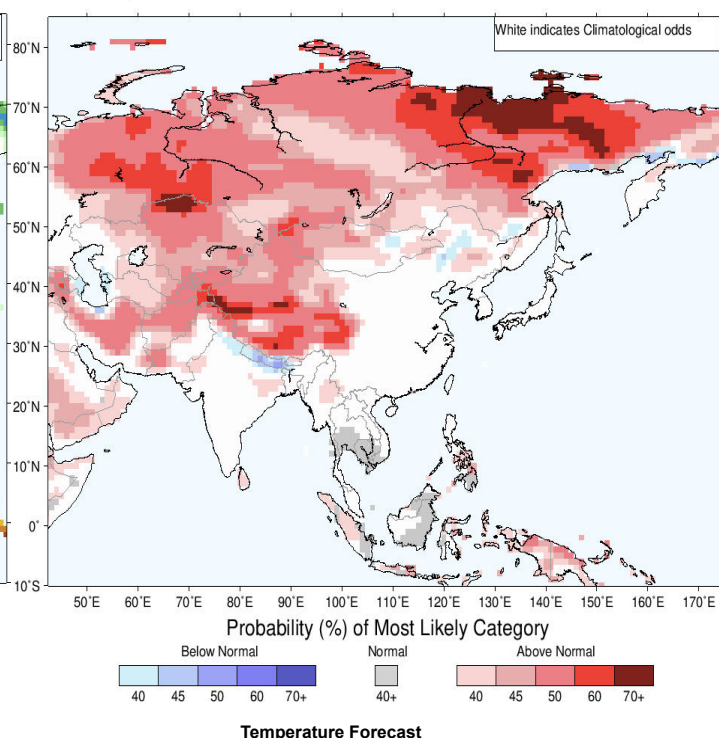 White indicates Climatological odds
80°N
70°N
60°N
50°N
40°N
30°N
20°N
10°N
0°
10°S
50°E 60°E 70°E 80°E 90°E 100°E 110°E 120°E 130°E 140°E 150°E 160°E 170°E
Probability (%) of Most Likely Category
Below Normal Normal Above Normal
40 45 50 60 70+ 40+ 40 45 50 60 70+
Temperature Forecast